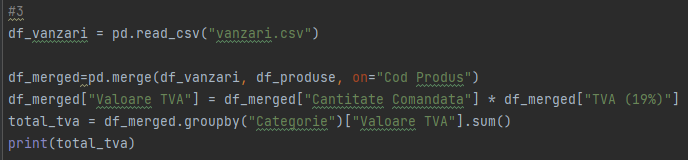 #3
df_vanzari = pd.read_csv("vanzari.csv")
df_merged=pd.merge(df_vanzari, df_produse, on="Cod Produs")
df_merged["Valoare TVA"] = df_merged["Cantitate Comandata"] * df_merged["TVA (19%)"]
total_tva = df_merged.groupby("Categorie")["Valoare TVA"].sum()
print(total_tva)